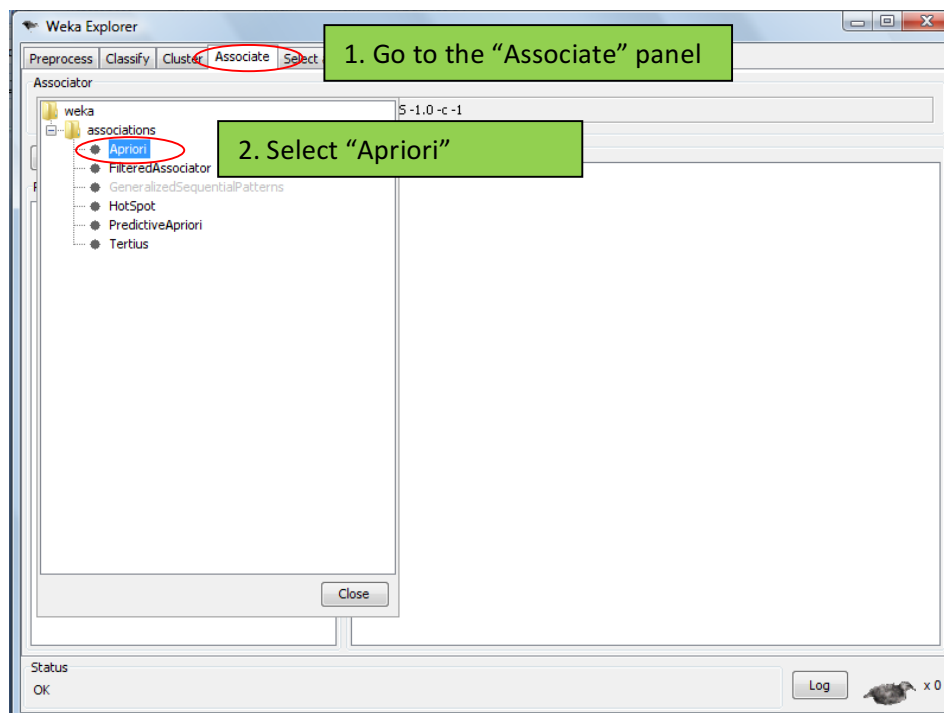 Weka Explorer
Preprocess Classify Cluster Associate Select
1. Go to the “Associate” panel
Associator
weka
S -1.0 -c -1
associations
2. Select “Apriori”
Apriori
FilteredAssociator
GeneralizedSequentialPatterns
HotSpot
PredictiveApriori
Tertius
Close
Status
OK
Log
x 0